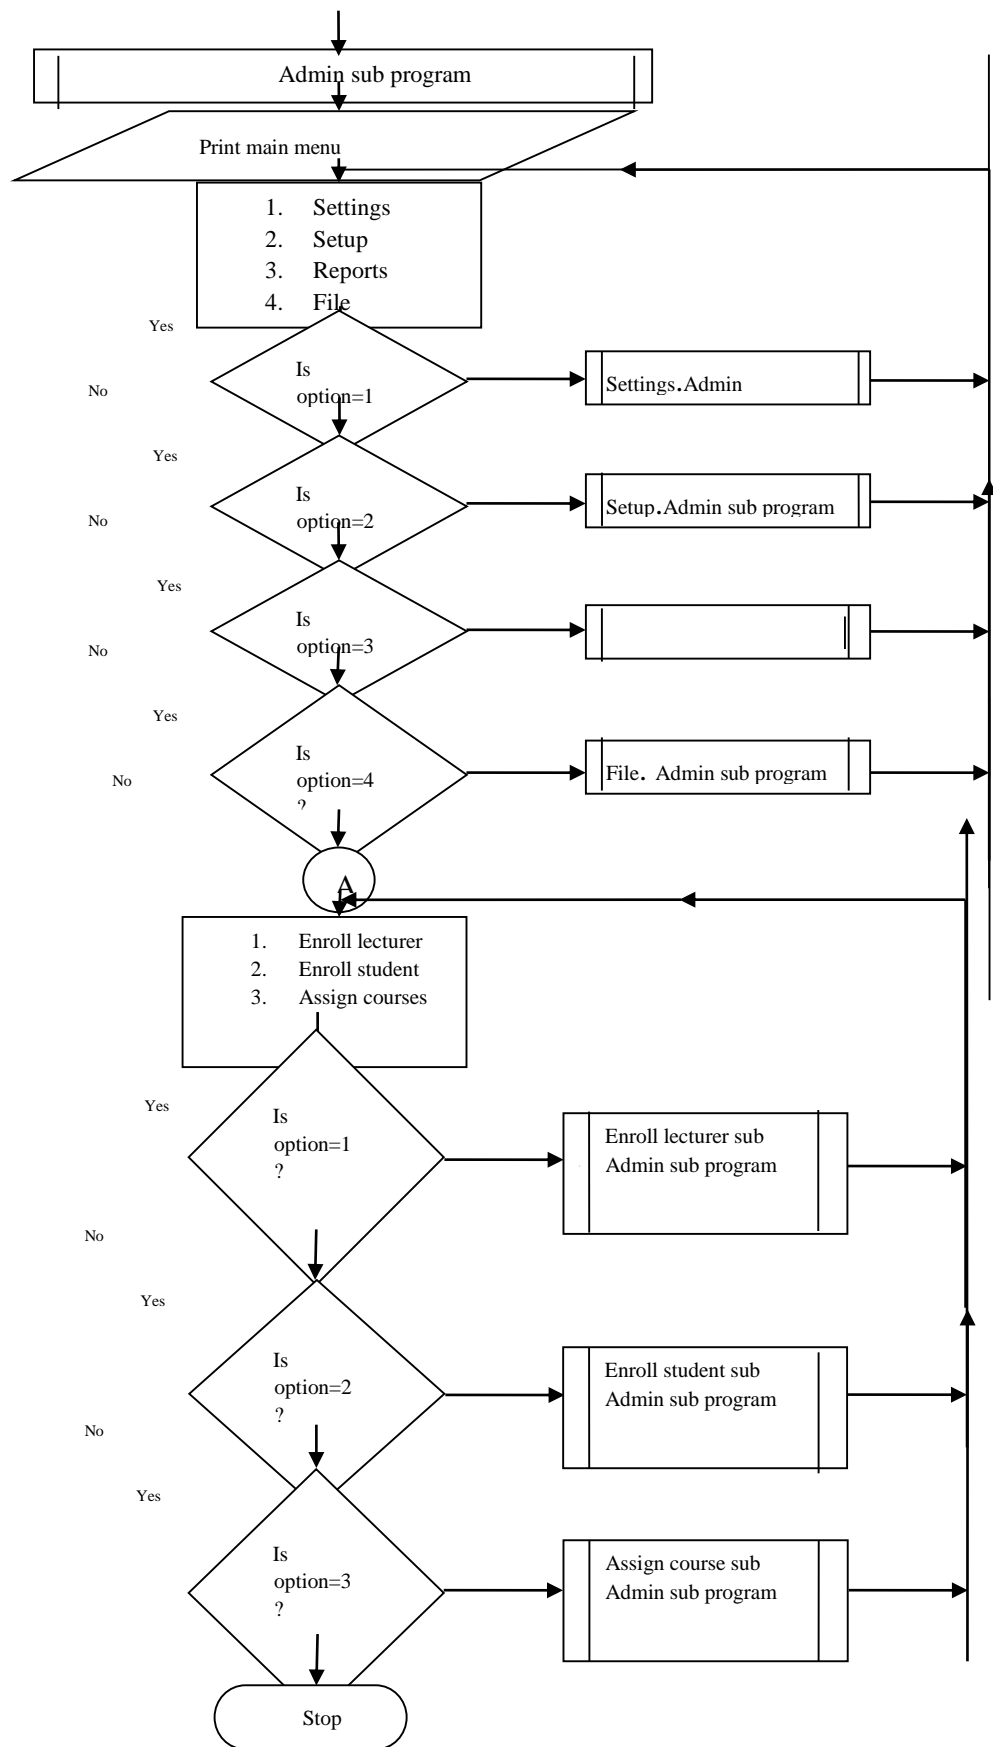 Admin sub program
Print main menu
1. Settings
2. Setup
3. Reports
4. File
Yes
Is
option=1
No
Settings.Admin
Yes
Is
option=2
No
Setup.Admin sub program
Yes
Is
option=3
No
Yes
Is
option=4
?
No
File. Admin sub program
A
1. Enroll lecturer
2. Enroll student
3. Assign courses
Yes
Is
option=1
?
No
Enroll lecturer sub
Admin sub program
Yes
Is
option=2
?
No
Enroll student sub
Admin sub program
Yes
Is
option=3
?
Assign course sub
Admin sub program
Stop